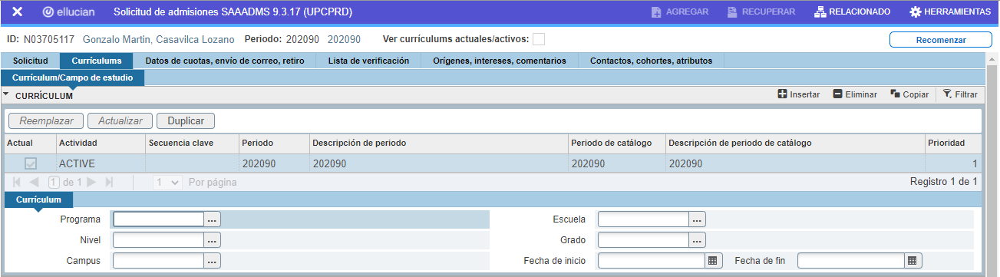 ellucian Solicitud de admisiones SAAADMS 9.3.17 (UPCPRD) AGREGAR RECUPERAR RELACIONADO HERRAMIENTAS
ID: N03705117 Gonzalo Martin, Casavilca Lozano Periodo: 202090 202090 Ver currículums actuales/activos: Recomenzar
Solicitud Currículums Datos de cuotas, envío de correo, retiro Lista de verificación Orígenes, intereses, comentarios Contactos, cohortes, atributos
Currículum/Campo de estudio
CURRÍCULUM Insertar Eliminar Copiar Filtrar
Reemplazar Actualizar Duplicar
Actual Actividad Secuencia clave Periodo Descripción de periodo Periodo de catálogo Descripción de periodo de catálogo Prioridad
ACTIVE 202090 202090 202090 202090 1
1 de 1 1 Por página Registro 1 de 1
Currículum
Programa ... Escuela ...
Nivel ... Grado ...
Campus ... Fecha de inicio Fecha de fin